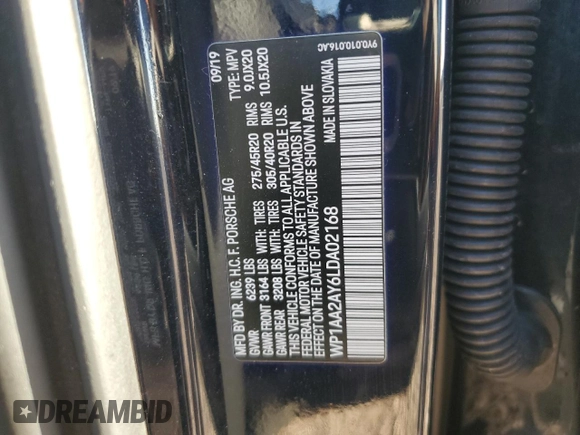 09/19 TYPE: MPV 9Y0.010.016.AC
MFD BY DR. ING. H.C. F. PORSCHE AG
GVWR 6239 LBS
GAWR FRONT 3164 LBS WITH: TIRES 275/45R20 RIMS 9.0JX20
GAWR REAR 3208 LBS WITH: TIRES 305/40R20 RIMS 10.5JX20
THIS VEHICLE CONFORMS TO ALL APPLICABLE U.S.
FEDERAL MOTOR VEHICLE SAFETY STANDARDS IN
EFFECT ON THE DATE OF MANUFACTURE SHOWN ABOVE
WP1AA2AY6LDA02168 MADE IN SLOVAKIA
DREAMBID